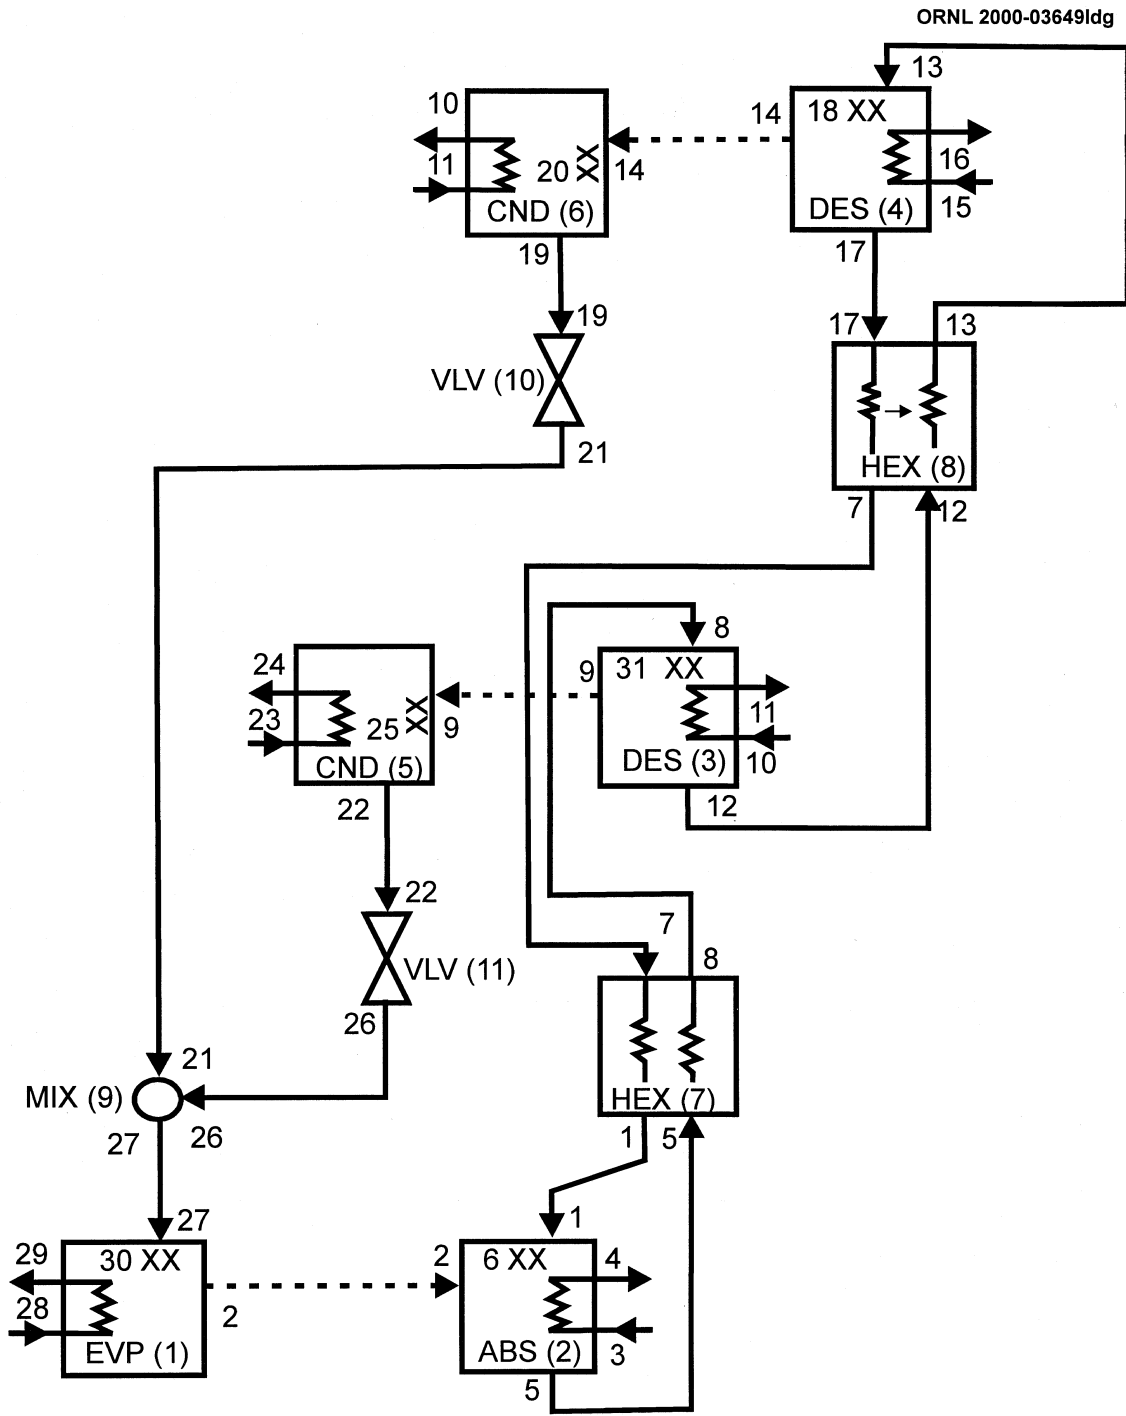 ORNL 2000-03649ldg
13
10
14
18 XX
11
20 XX
14
16
CND (6)
DES (4)
15
19
17
19
17
13
VLV (10)
21
HEX (8)
7
12
8
24
9
31 XX
23
25 XX
9
11
CND (5)
DES (3)
10
22
12
22
7
8
VLV (11)
26
21
MIX (9)
HEX (7)
27
26
1
5
27
1
29
30 XX
2
6 XX
4
28
2
EVP (1)
ABS (2)
3
5